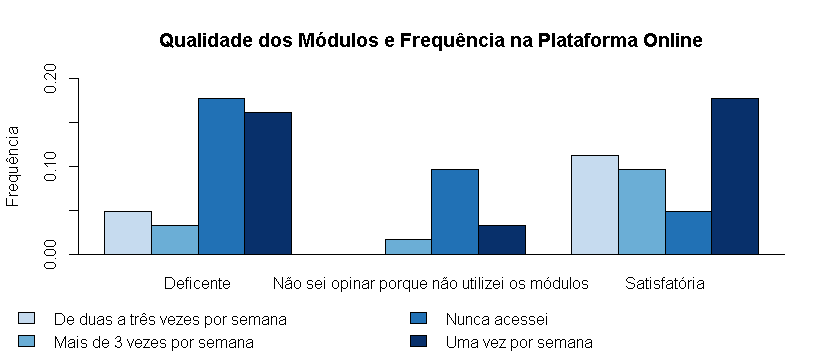 Qualidade dos Módulos e Frequência na Plataforma Online
Frequência
0.20
0.10
0.00
Deficente
Não sei opinar porque não utilizei os módulos
Satisfatória
De duas a três vezes por semana
Mais de 3 vezes por semana
Nunca acessei
Uma vez por semana